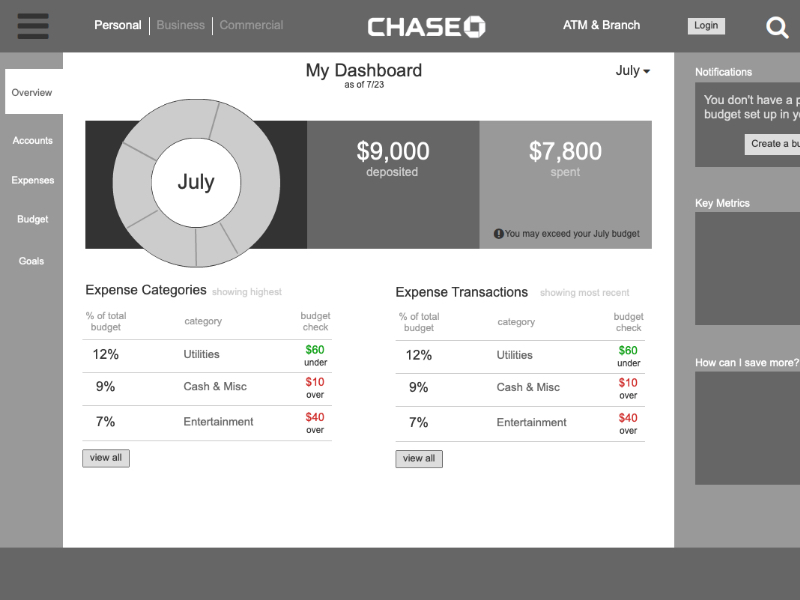 Personal | Business | Commercial
CHASE
ATM & Branch
Login
Overview
Accounts
Expenses
Budget
Goals
My Dashboard
as of 7/23
July
July
$9,000
deposited
$7,800
spent
You may exceed your July budget
Expense Categories showing highest
% of total
budget
category
budget
check
12% Utilities $60
under
9% Cash & Misc $10
over
7% Entertainment $40
over
view all
Expense Transactions showing most recent
% of total
budget
category
budget
check
12% Utilities $60
under
9% Cash & Misc $10
over
7% Entertainment $40
over
view all
Notifications
You don't have a p
budget set up in y
Create a bu
Key Metrics
How can I save more?